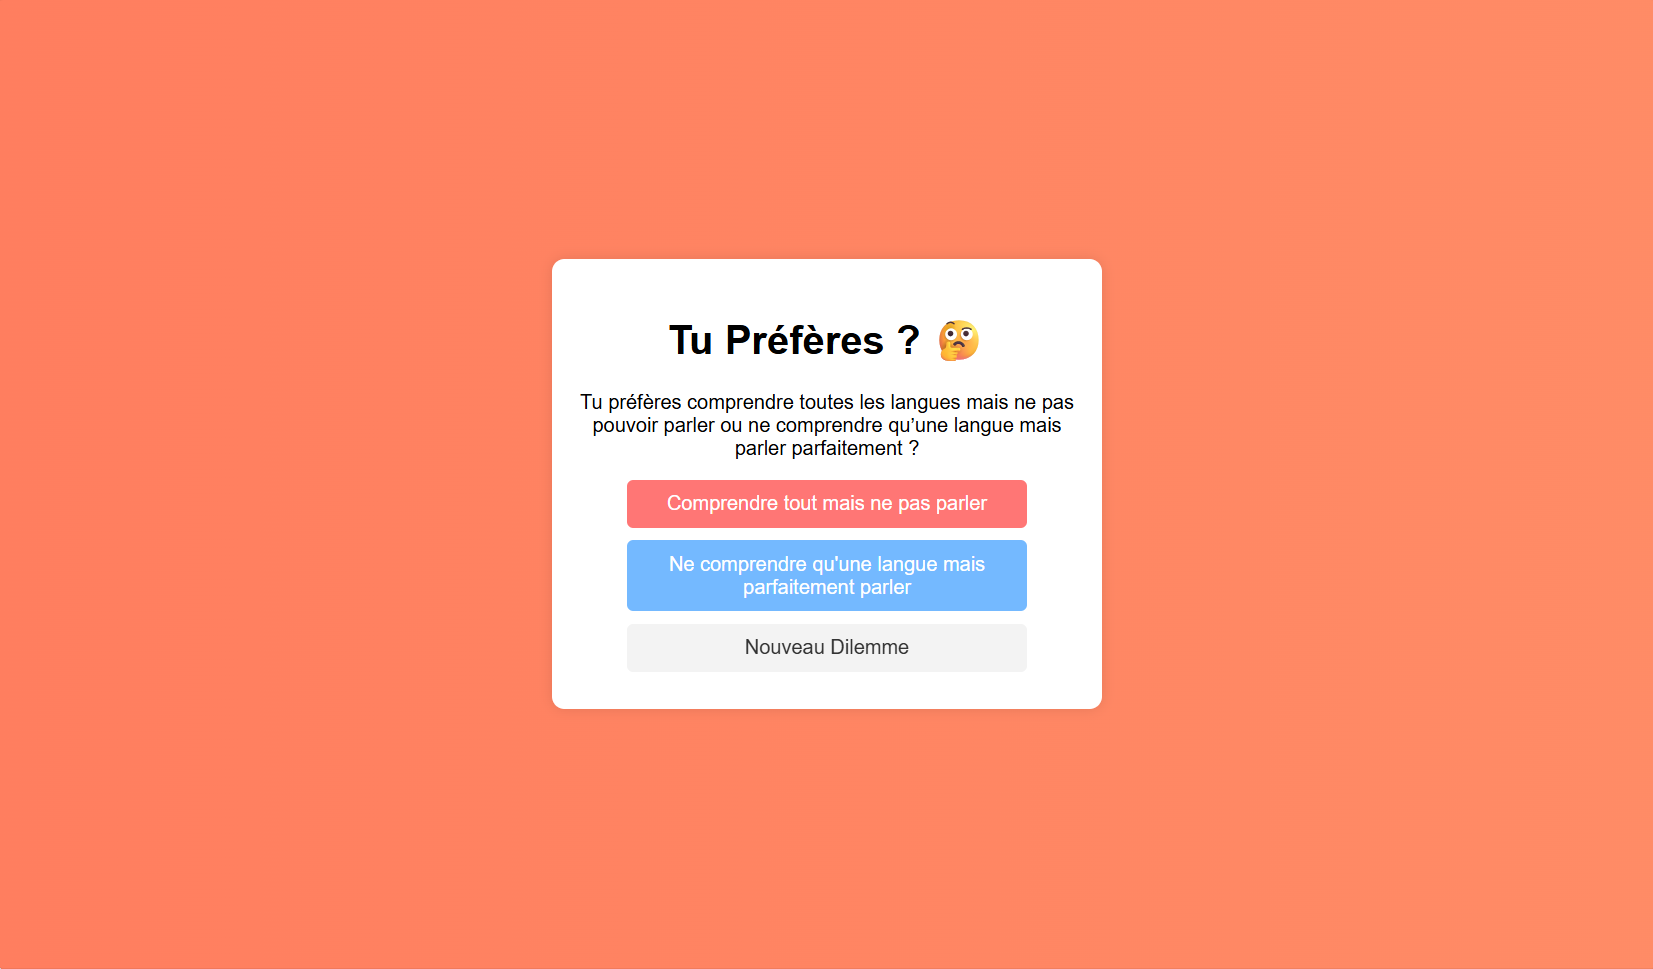 Tu Préfères ? 🤔
Tu préfères comprendre toutes les langues mais ne pas
pouvoir parler ou ne comprendre qu’une langue mais
parler parfaitement ?
Comprendre tout mais ne pas parler
Ne comprendre qu'une langue mais
parfaitement parler
Nouveau Dilemme